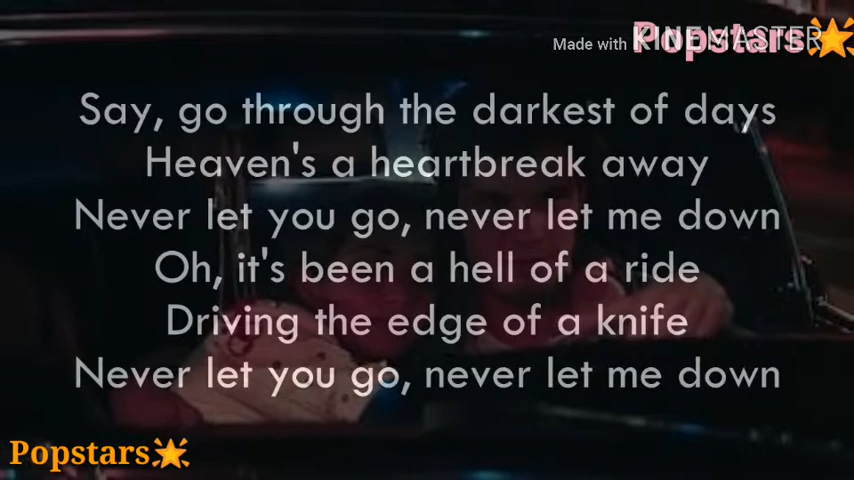 Popstars🌟
Made with KINEMASTER
Say, go through the darkest of days
Heaven's a heartbreak away
Never let you go, never let me down
Oh, it's been a hell of a ride
Driving the edge of a knife
Never let you go, never let me down
Popstars🌟